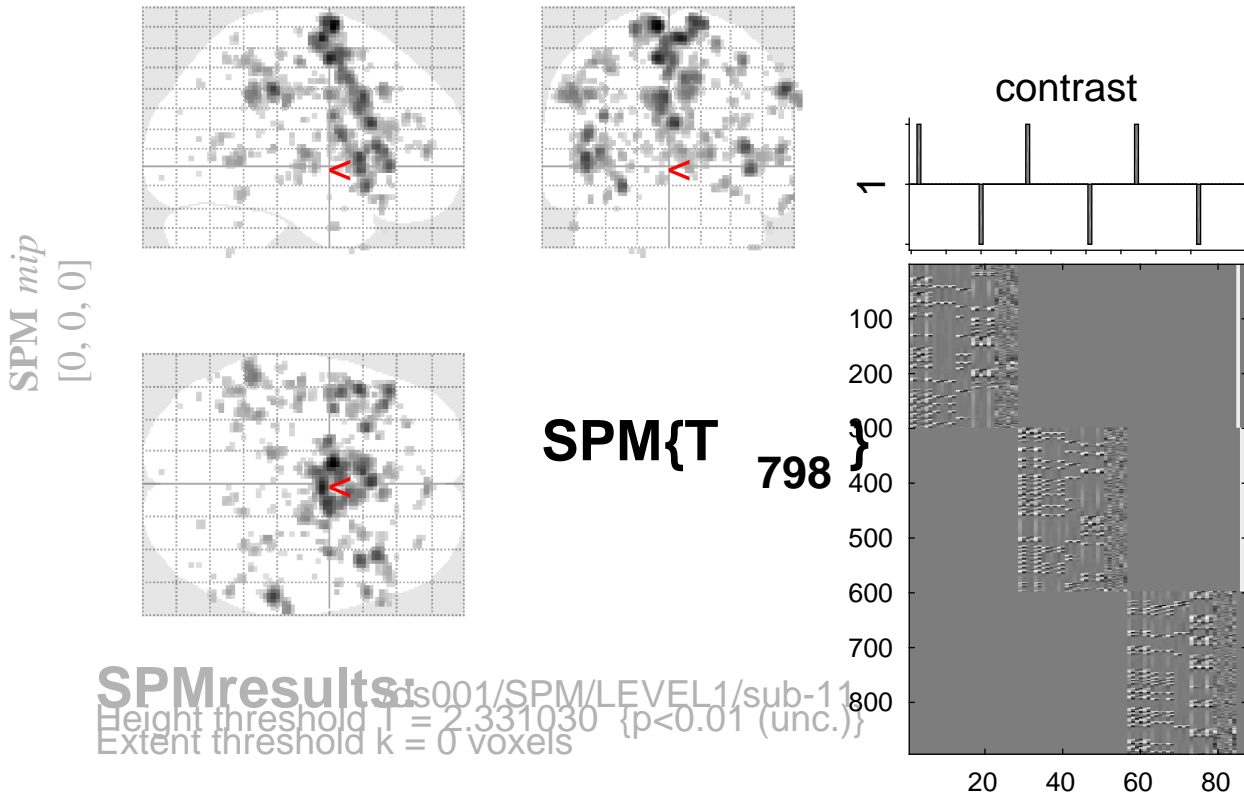 SPM mip
[0, 0, 0]
<
<
<
SPM{T798}
contrast
1
100
200
300
400
500
600
700
800
20 40 60 80
SPMresults: /ds001/SPM/LEVEL1/sub-11
Height threshold T = 2.331030 {p<0.01 (unc.)}
Extent threshold k = 0 voxels